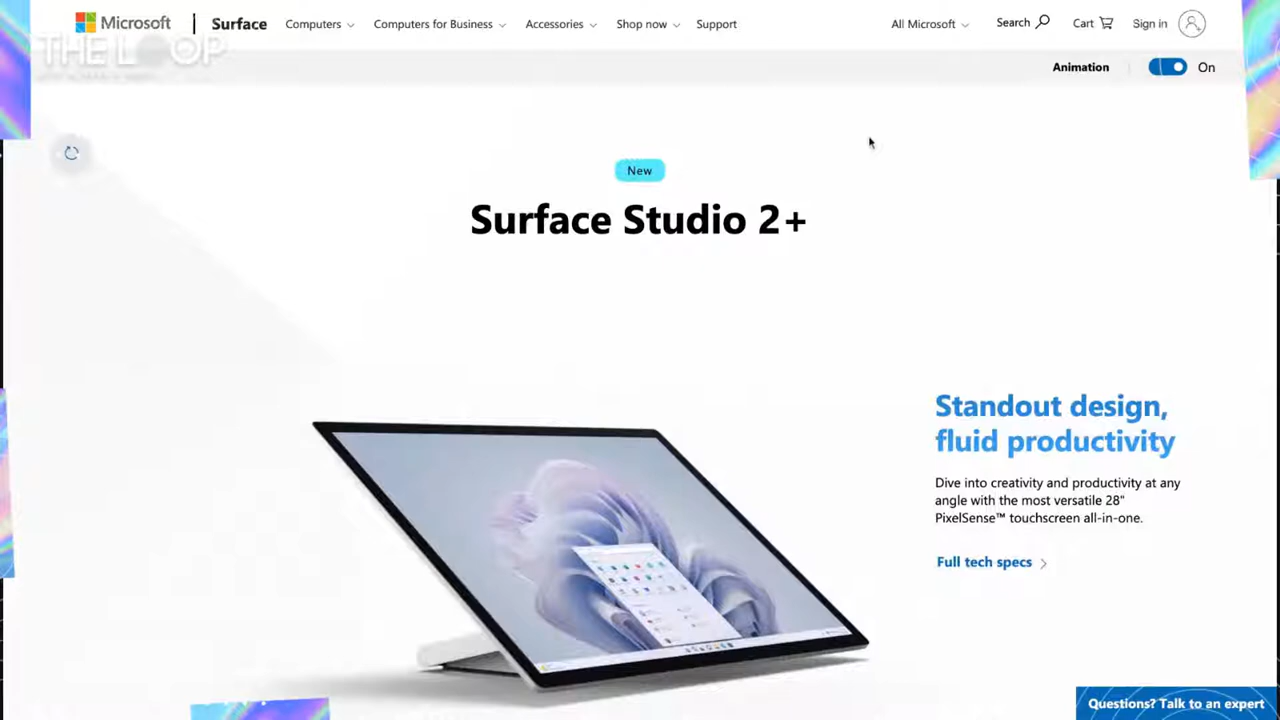 Microsoft Surface Computers Computers for Business Accessories Shop now Support All Microsoft Search Cart Sign in
THE LOOP
Animation On
New
Surface Studio 2+
Standout design,
fluid productivity
Dive into creativity and productivity at any
angle with the most versatile 28"
PixelSense™ touchscreen all-in-one.
Full tech specs
Questions? Talk to an expert